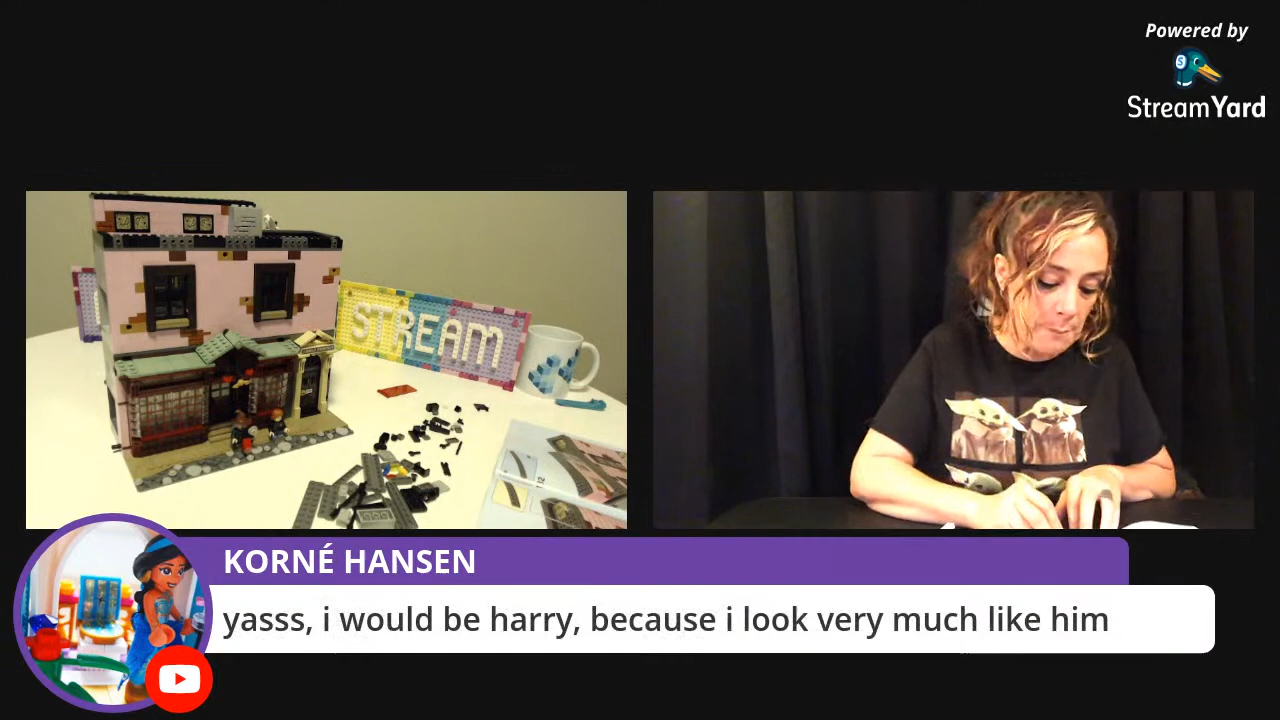 Powered by
StreamYard
STREAM
KORNÉ HANSEN
yasss, i would be harry, because i look very much like him